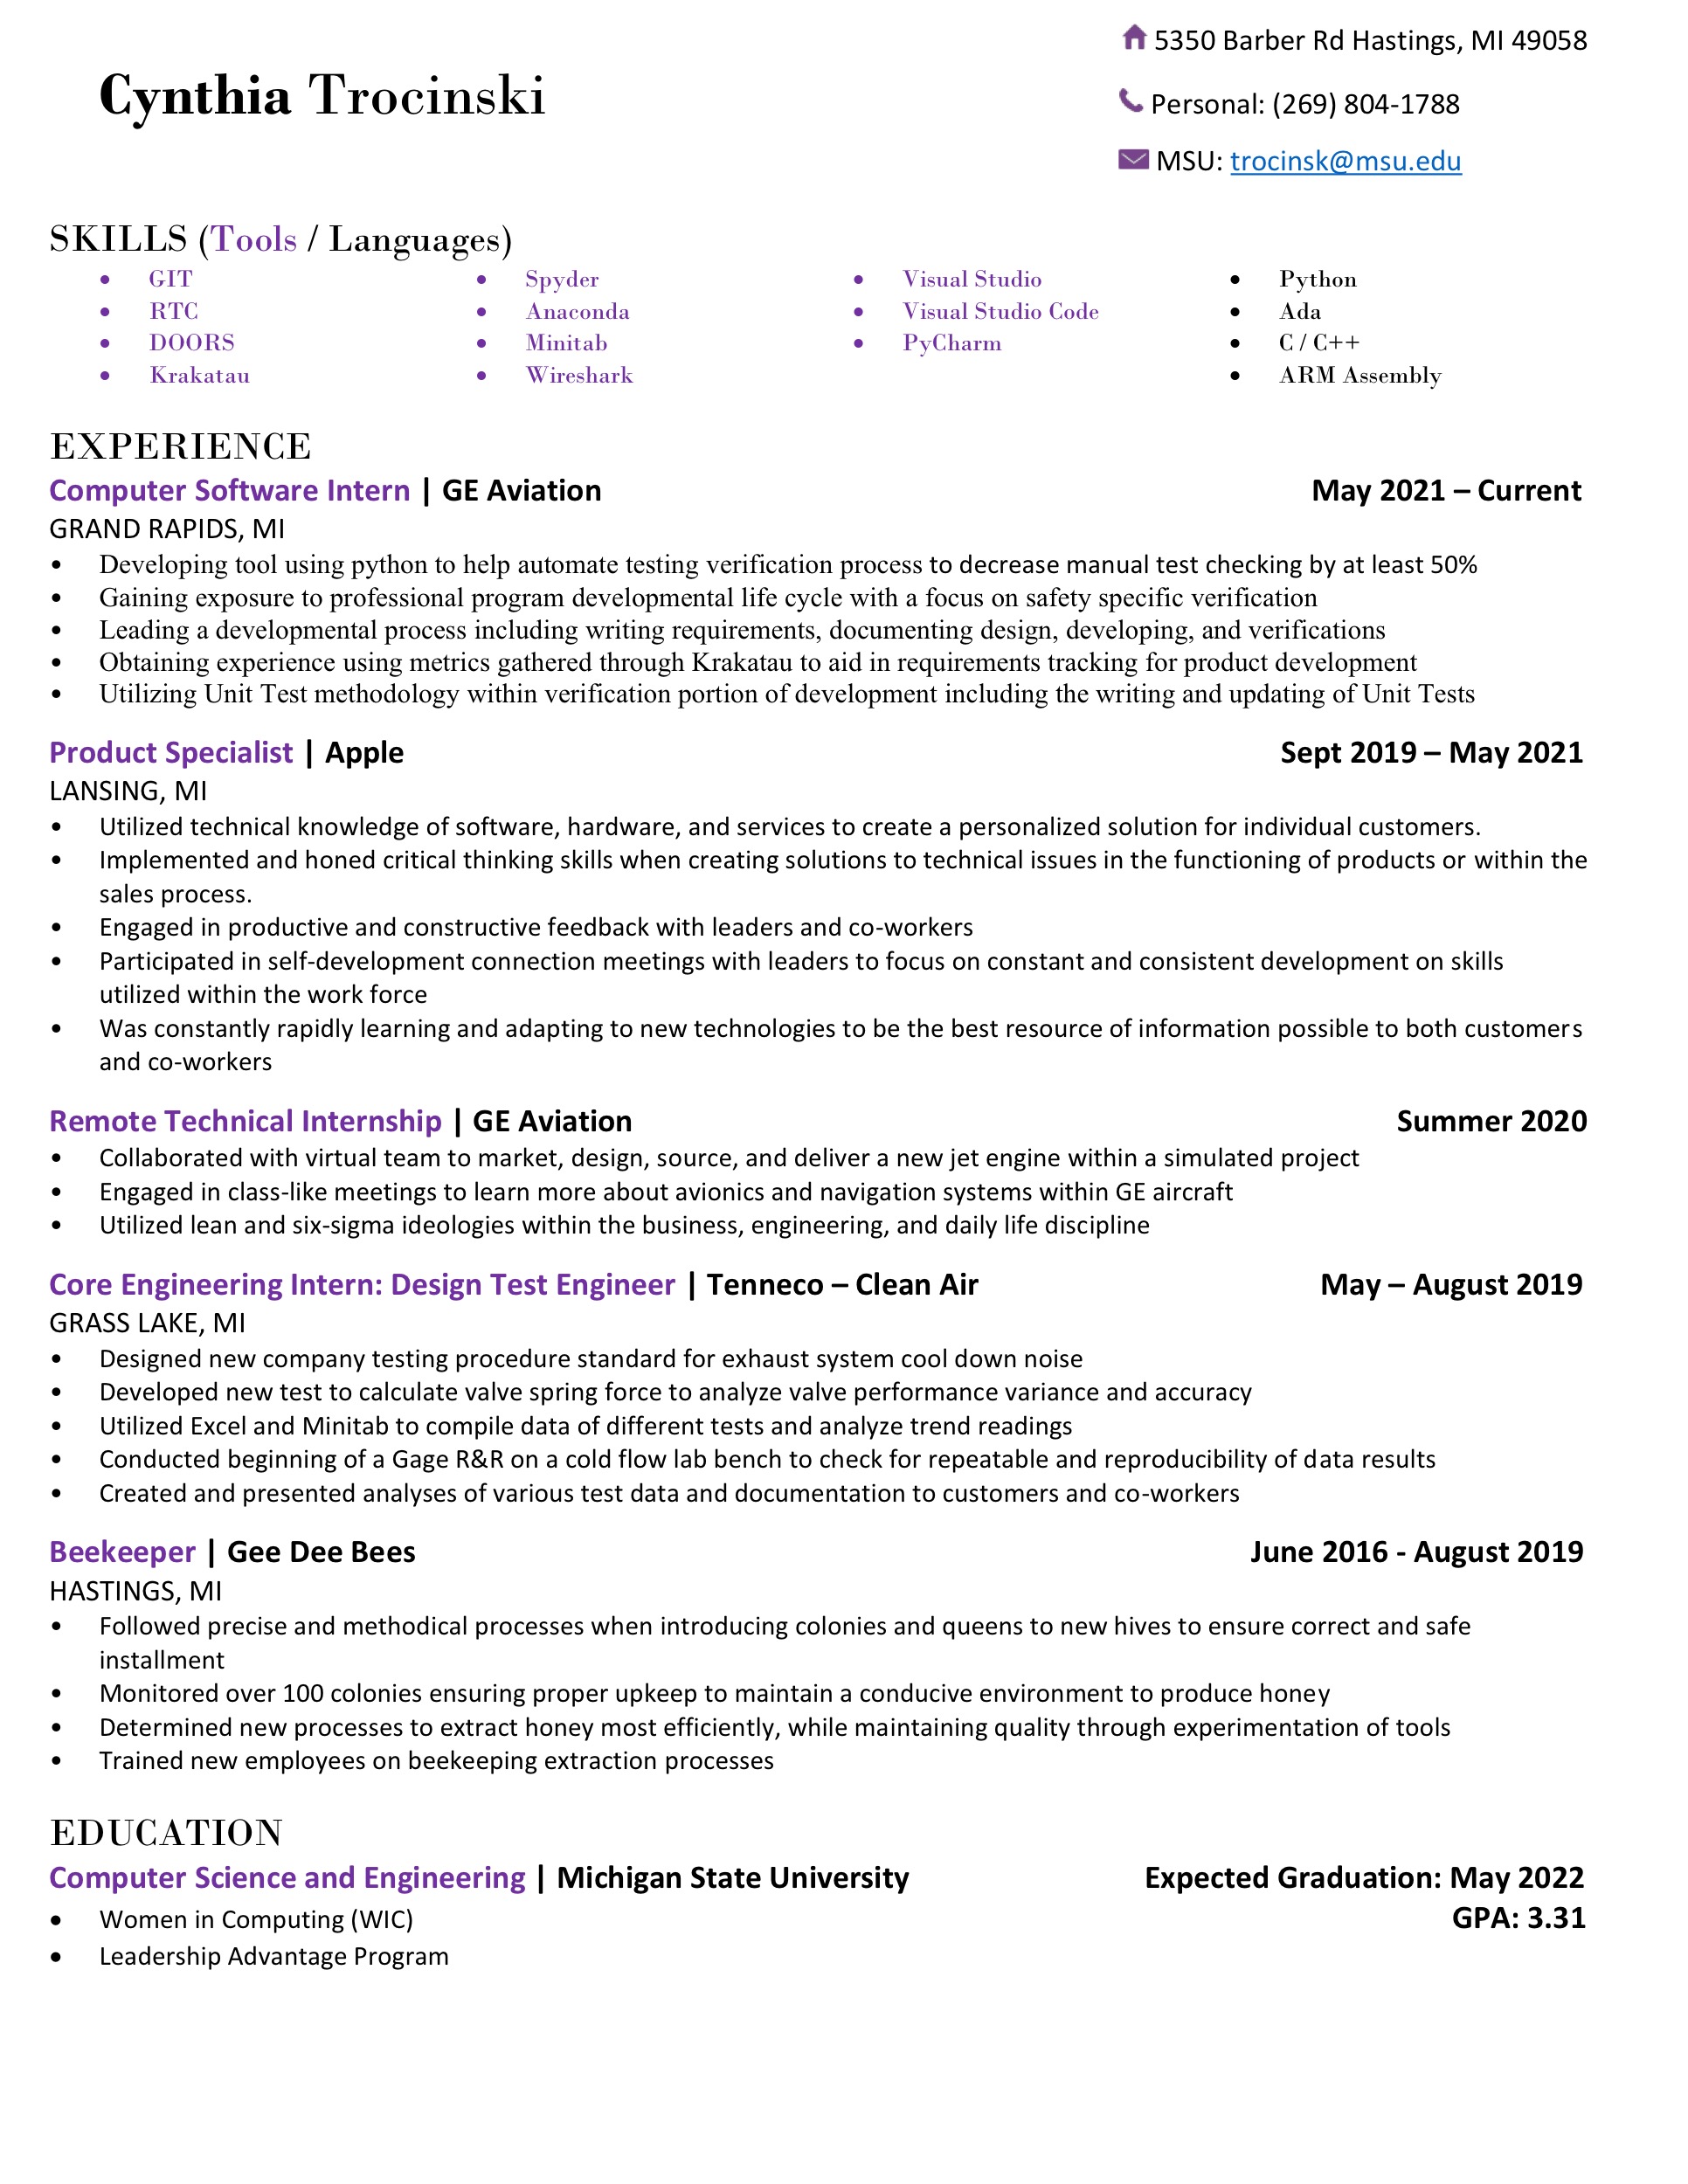 Cynthia Trocinski
5350 Barber Rd Hastings, MI 49058
Personal: (269) 804-1788
MSU: trocinsk@msu.edu
SKILLS (Tools / Languages)
• GIT
• RTC
• DOORS
• Krakatau
• Spyder
• Anaconda
• Minitab
• Wireshark
• Visual Studio
• Visual Studio Code
• PyCharm
• Python
• Ada
• C / C++
• ARM Assembly
EXPERIENCE
Computer Software Intern | GE Aviation May 2021 – Current
GRAND RAPIDS, MI
• Developing tool using python to help automate testing verification process to decrease manual test checking by at least 50%
• Gaining exposure to professional program developmental life cycle with a focus on safety specific verification
• Leading a developmental process including writing requirements, documenting design, developing, and verifications
• Obtaining experience using metrics gathered through Krakatau to aid in requirements tracking for product development
• Utilizing Unit Test methodology within verification portion of development including the writing and updating of Unit Tests
Product Specialist | Apple Sept 2019 – May 2021
LANSING, MI
• Utilized technical knowledge of software, hardware, and services to create a personalized solution for individual customers.
• Implemented and honed critical thinking skills when creating solutions to technical issues in the functioning of products or within the
sales process.
• Engaged in productive and constructive feedback with leaders and co-workers
• Participated in self-development connection meetings with leaders to focus on constant and consistent development on skills
utilized within the work force
• Was constantly rapidly learning and adapting to new technologies to be the best resource of information possible to both customers
and co-workers
Remote Technical Internship | GE Aviation Summer 2020
• Collaborated with virtual team to market, design, source, and deliver a new jet engine within a simulated project
• Engaged in class-like meetings to learn more about avionics and navigation systems within GE aircraft
• Utilized lean and six-sigma ideologies within the business, engineering, and daily life discipline
Core Engineering Intern: Design Test Engineer | Tenneco – Clean Air May – August 2019
GRASS LAKE, MI
• Designed new company testing procedure standard for exhaust system cool down noise
• Developed new test to calculate valve spring force to analyze valve performance variance and accuracy
• Utilized Excel and Minitab to compile data of different tests and analyze trend readings
• Conducted beginning of a Gage R&R on a cold flow lab bench to check for repeatable and reproducibility of data results
• Created and presented analyses of various test data and documentation to customers and co-workers
Beekeeper | Gee Dee Bees June 2016 - August 2019
HASTINGS, MI
• Followed precise and methodical processes when introducing colonies and queens to new hives to ensure correct and safe
installment
• Monitored over 100 colonies ensuring proper upkeep to maintain a conducive environment to produce honey
• Determined new processes to extract honey most efficiently, while maintaining quality through experimentation of tools
• Trained new employees on beekeeping extraction processes
EDUCATION
Computer Science and Engineering | Michigan State University Expected Graduation: May 2022
• Women in Computing (WIC) GPA: 3.31
• Leadership Advantage Program